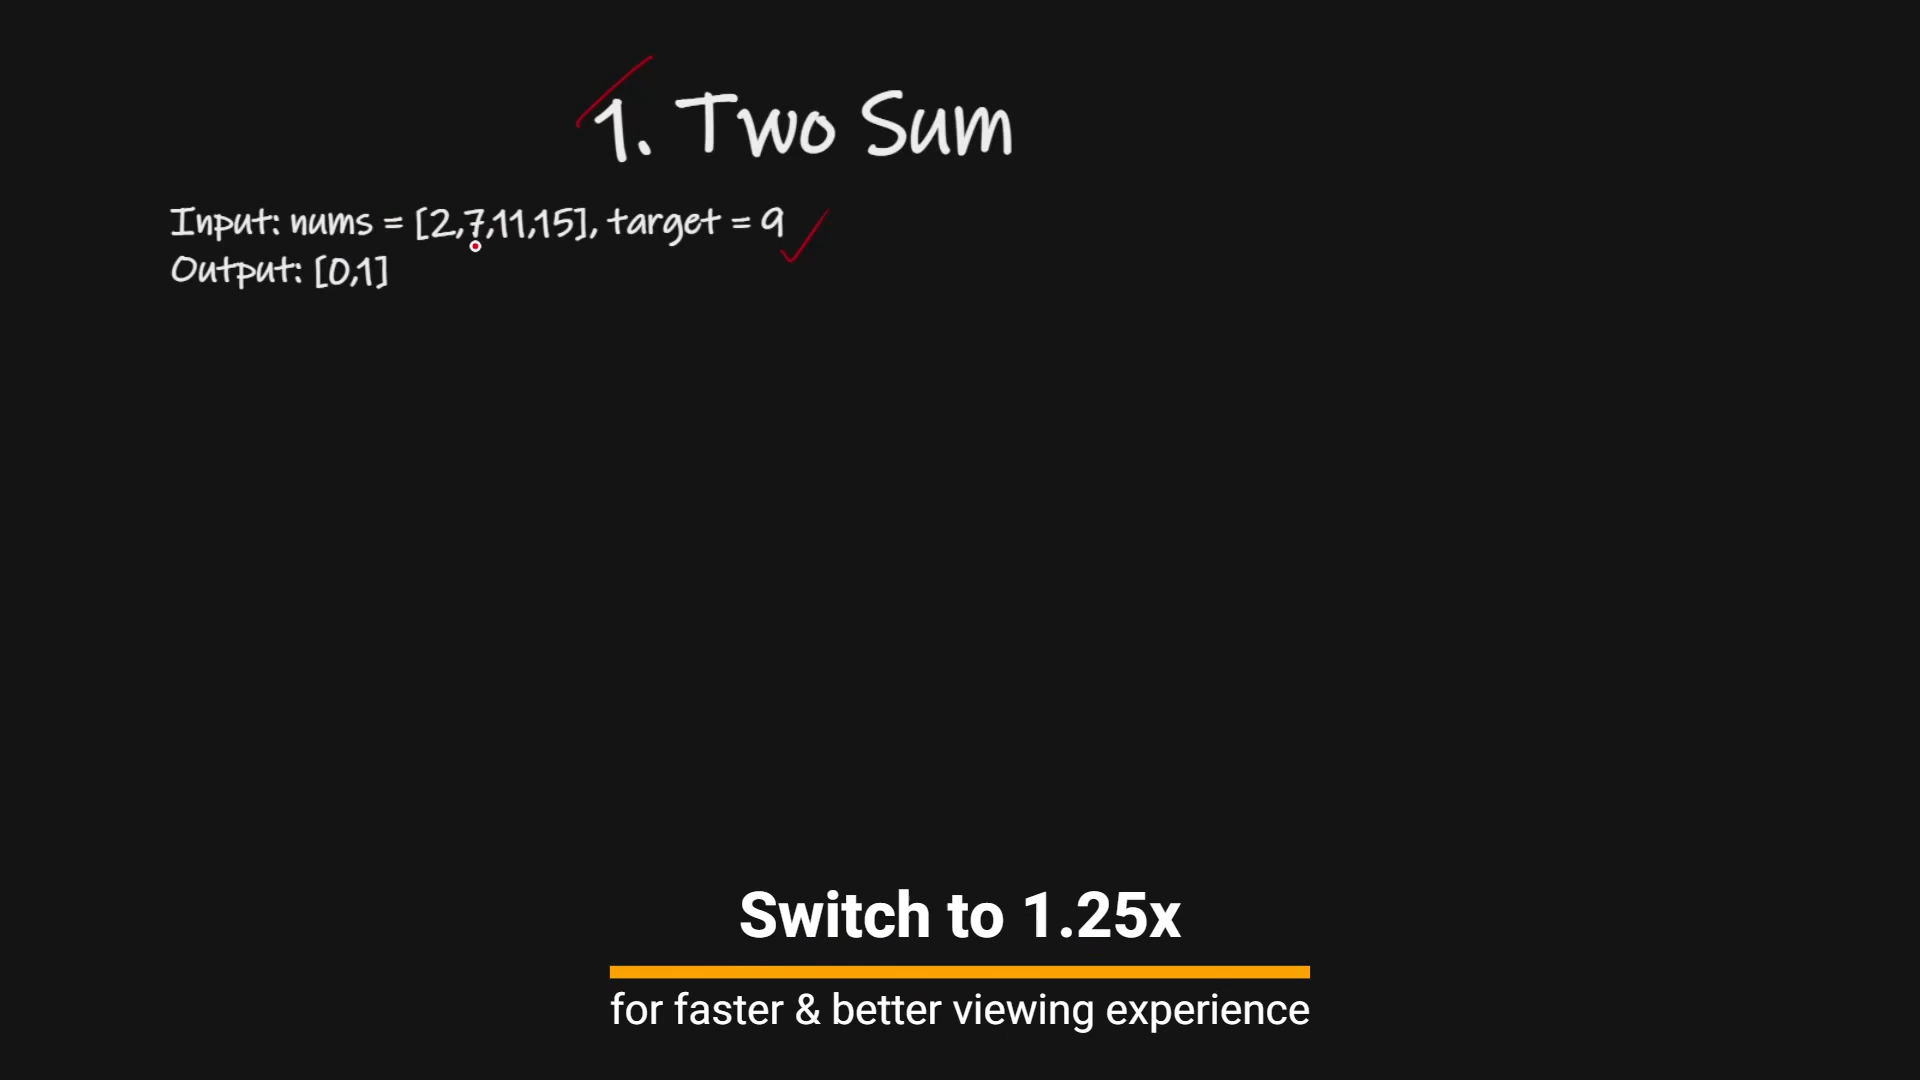 1. Two Sum
Input: nums = [2,7,11,15], target = 9
Output: [0,1]
Switch to 1.25x
for faster & better viewing experience